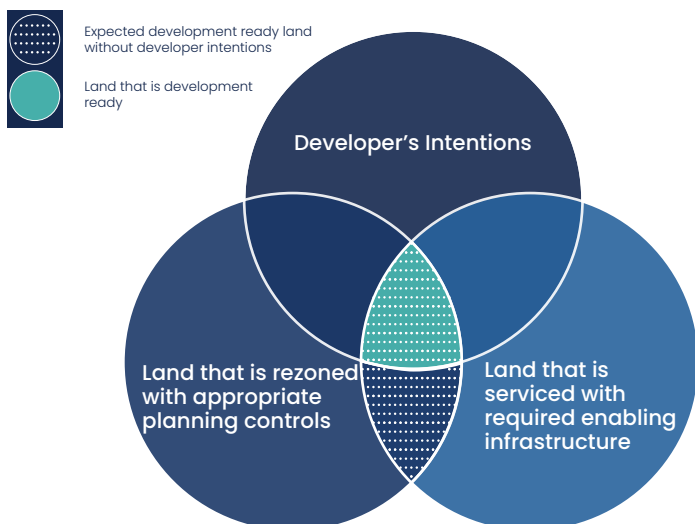 Expected development ready land
without developer intentions
Land that is development
ready
Developer’s Intentions
Land that is rezoned
with appropriate
planning controls
Land that is
serviced with
required enabling
infrastructure